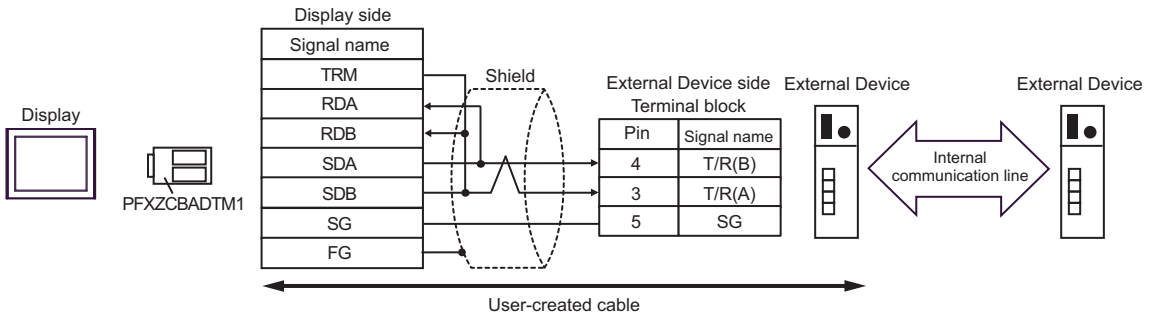 Display side
Signal name
TRM
RDA
RDB
SDA
SDB
SG
FG
Shield
External Device side
Terminal block
Pin Signal name
4 T/R(B)
3 T/R(A)
5 SG
External Device
External Device
Display
PFXZCBADTM1
Internal
communication line
User-created cable